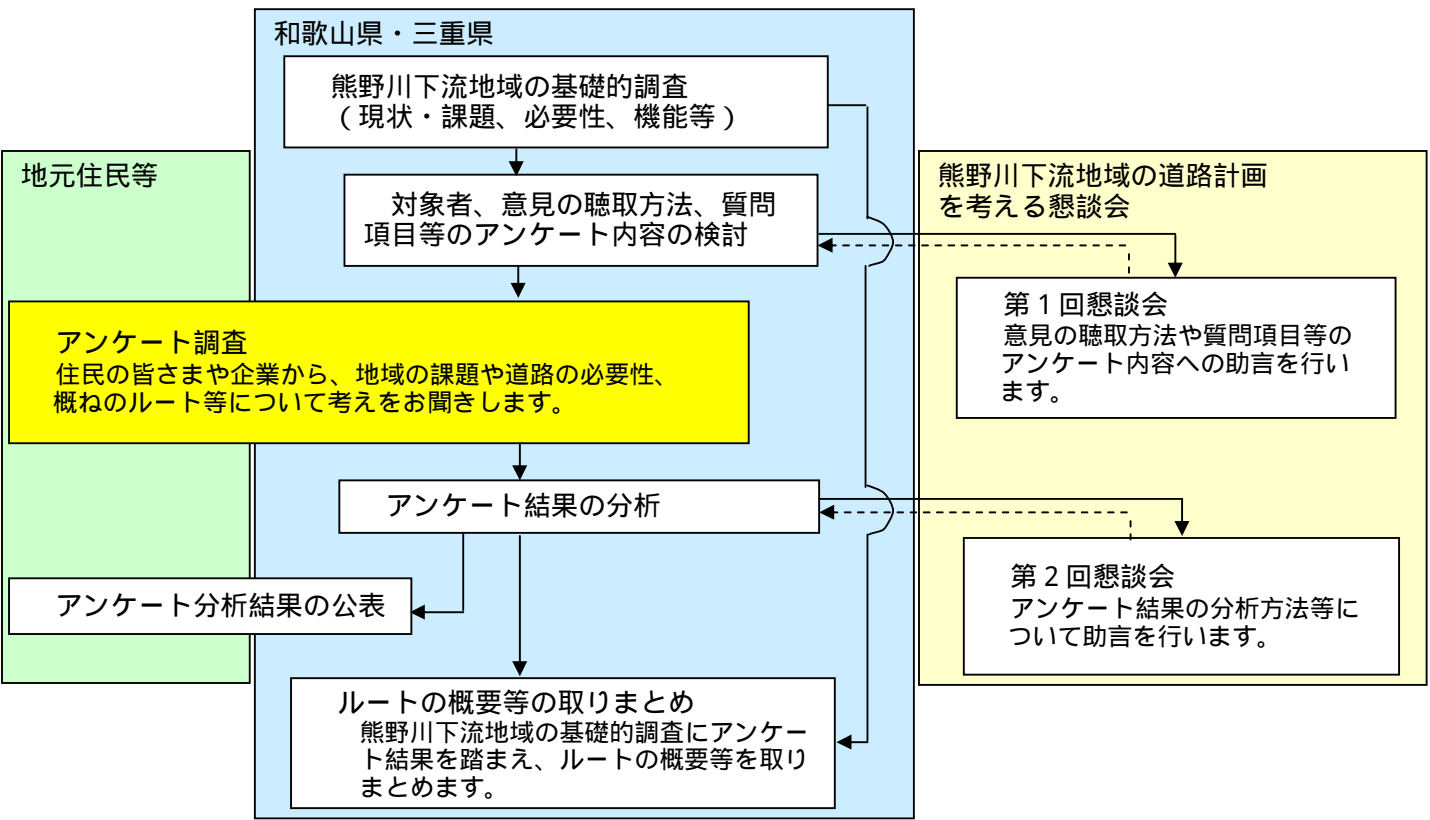 和歌山県・三重県
熊野川下流地域の基礎的調査
(現状・課題、必要性、機能等)
地元住民等
対象者、意見の聴取方法、質問
項目等のアンケート内容の検討
熊野川下流地域の道路計画
を考える懇談会
第1回懇談会
意見の聴取方法や質問項目等の
アンケート内容への助言を行い
ます。
アンケート調査
住民の皆さまや企業から、地域の課題や道路の必要性、
概ねのルート等について考えをお聞きします。
アンケート結果の分析
第2回懇談会
アンケート結果の分析方法等に
ついて助言を行います。
アンケート分析結果の公表
ルートの概要等の取りまとめ
熊野川下流地域の基礎的調査にアンケー
ト結果を踏まえ、ルートの概要等を取り
まとめます。